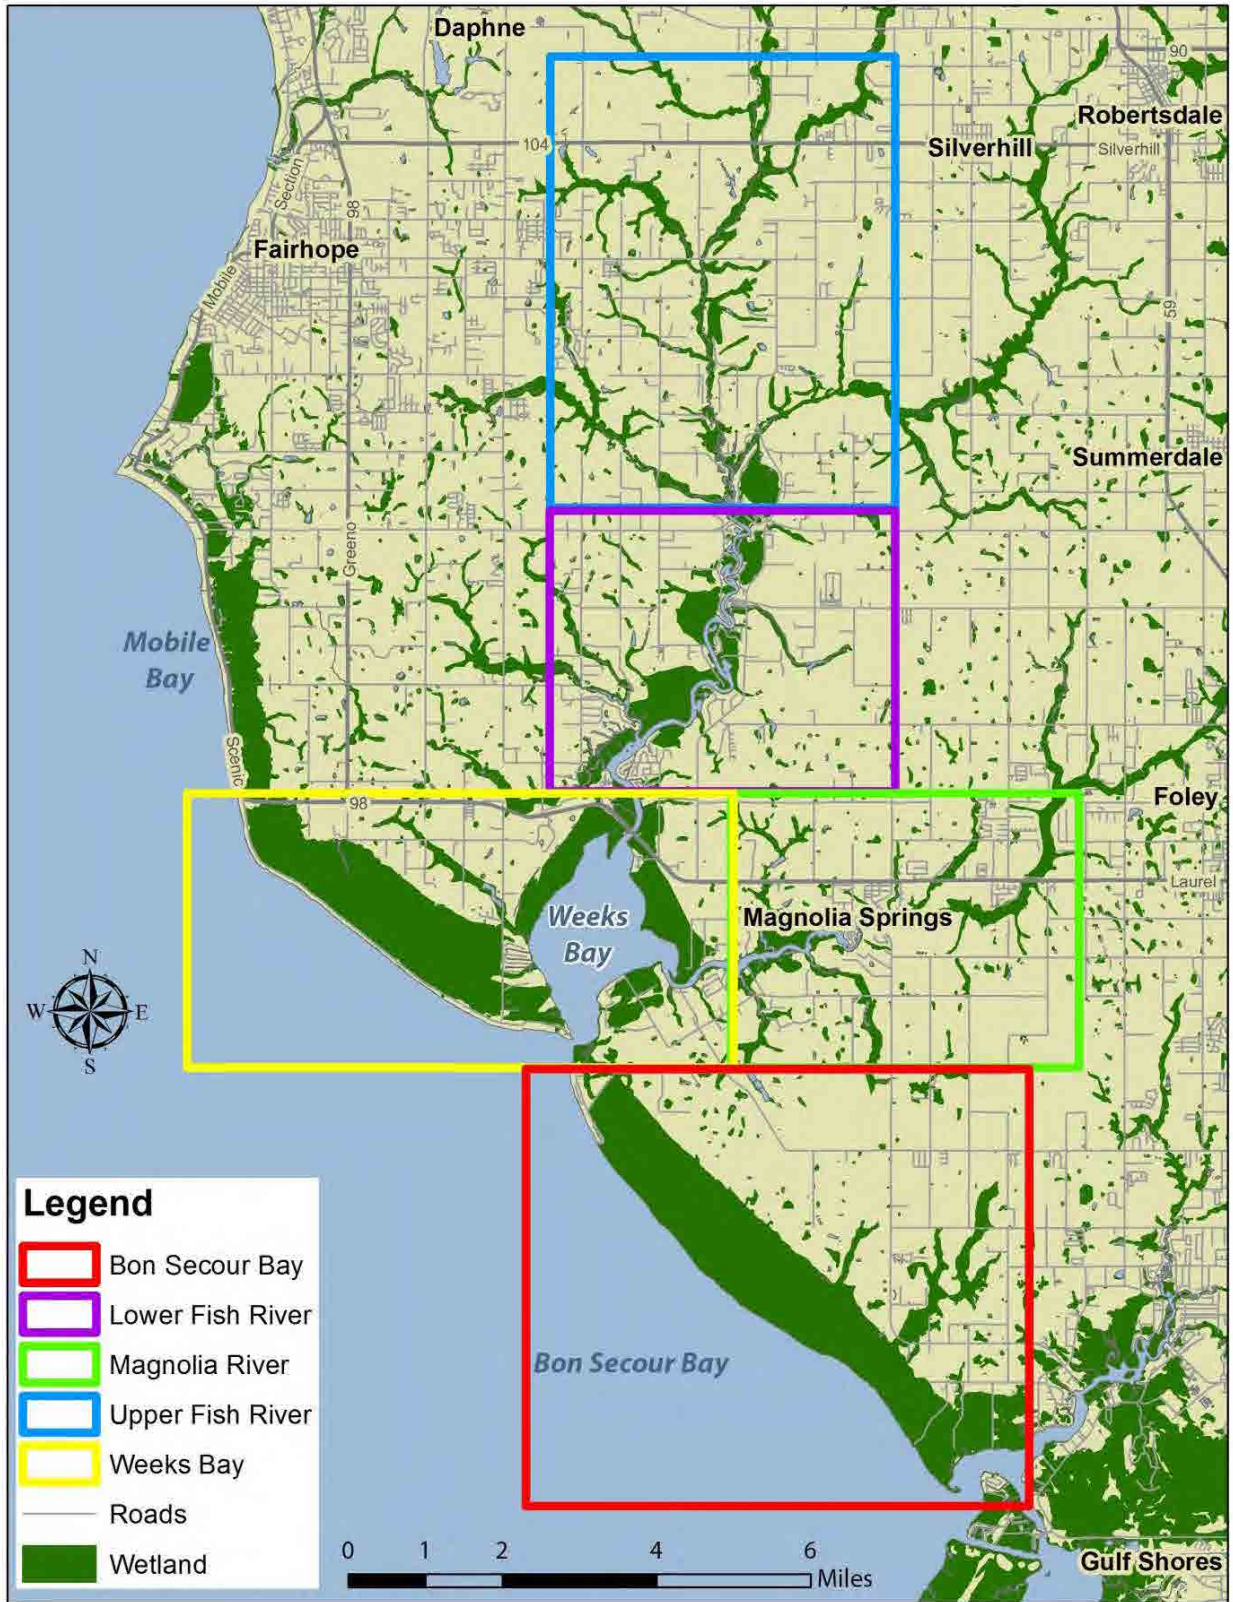 Daphne
90
Robertsdale
104
Silverhill
Silverhill
Section
98
Fairhope
Mobile
59
Summerdale
Greeno
Mobile
Bay
Scenic
98
Foley
Laurel
Weeks
Bay
Magnolia Springs
N
W
E
S
Bon Secour Bay
Legend
Bon Secour Bay
Lower Fish River
Magnolia River
Upper Fish River
Weeks Bay
Roads
Wetland
0 1 2 4 6
Miles
Gulf Shores